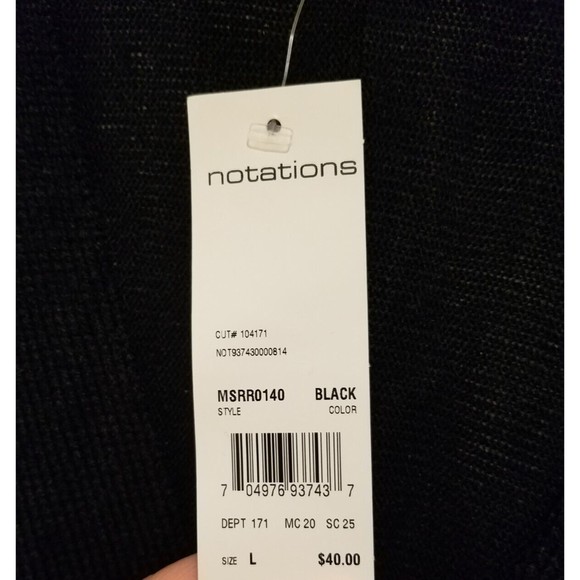 notations
CUT# 104171
NOT937430000814
MSRR0140 BLACK
STYLE COLOR
7 04976 93743 7
DEPT 171 MC 20 SC 25
SIZE L $40.00